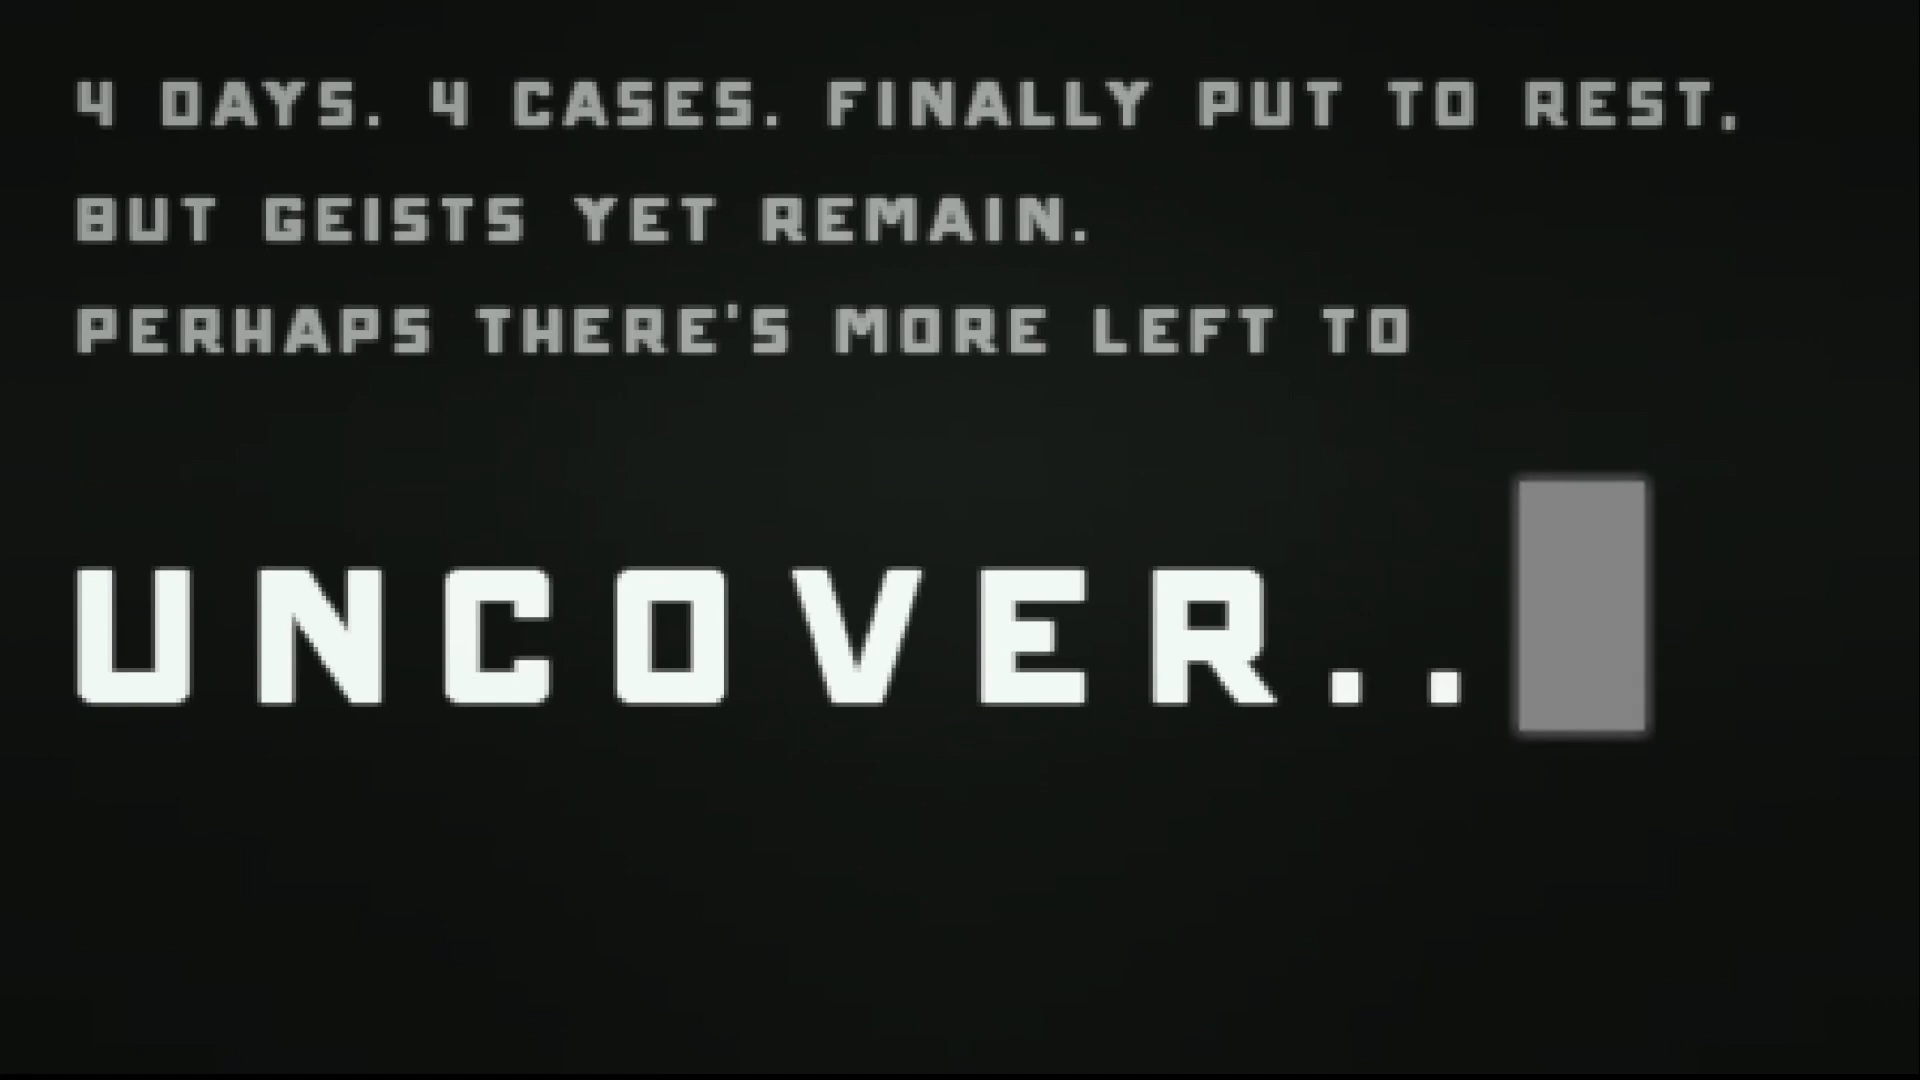 4 DAYS. 4 CASES. FINALLY PUT TO REST,
BUT GEISTS YET REMAIN.
PERHAPS THERE'S MORE LEFT TO
UNCOVER..